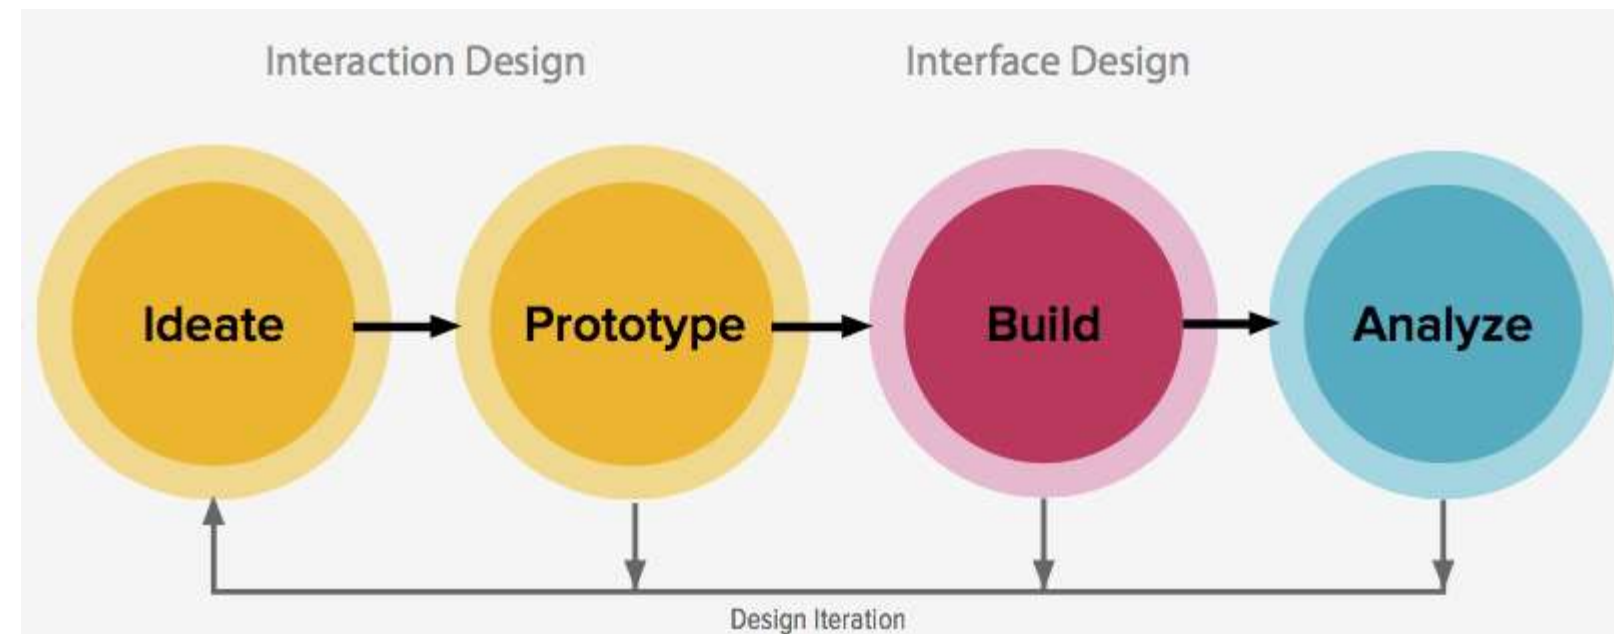 Interaction Design
Interface Design
Ideate
Prototype
Build
Analyze
Design Iteration